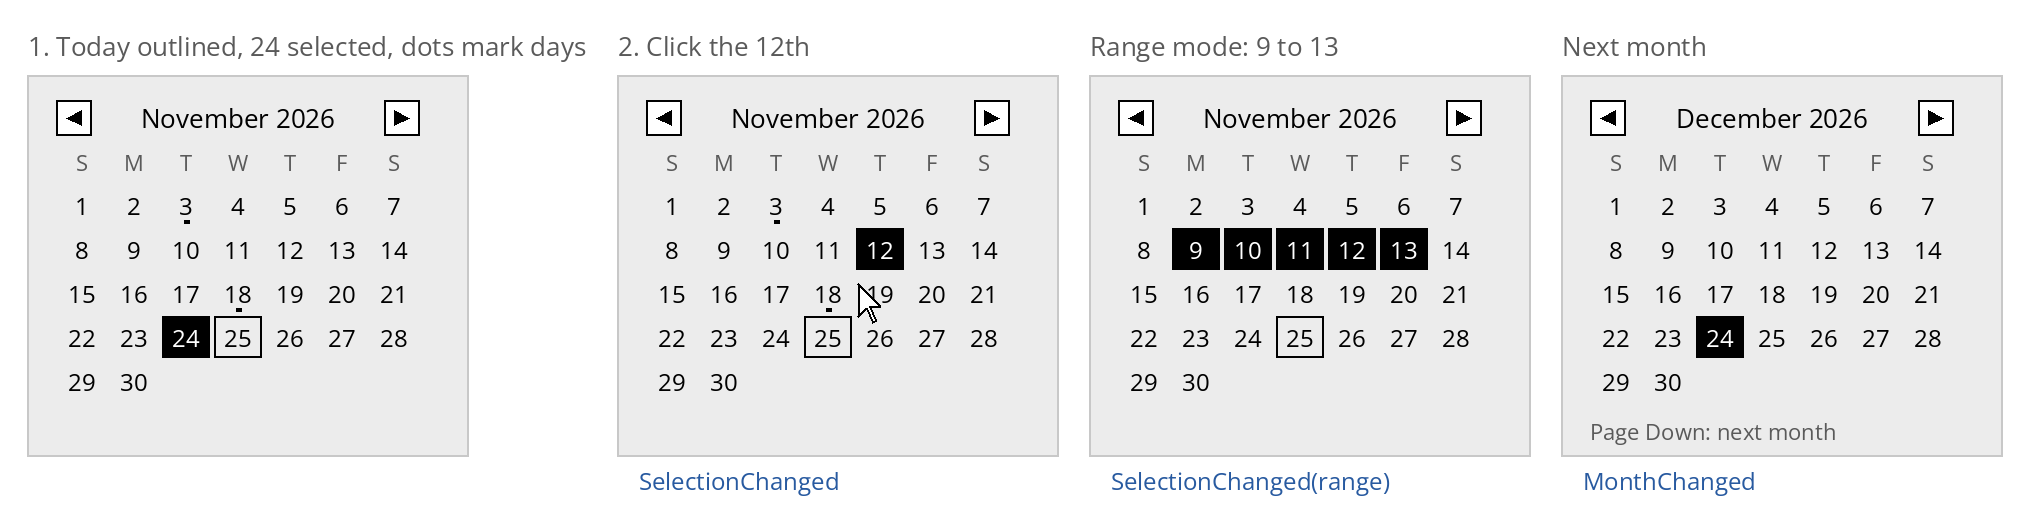 1. Today outlined, 24 selected, dots mark days
November 2026
S M T W T F S
1 2 3 4 5 6 7
8 9 10 11 12 13 14
15 16 17 18 19 20 21
22 23 24 25 26 27 28
29 30
2. Click the 12th
November 2026
S M T W T F S
1 2 3 4 5 6 7
8 9 10 11 12 13 14
15 16 17 18 19 20 21
22 23 24 25 26 27 28
29 30
SelectionChanged
Range mode: 9 to 13
November 2026
S M T W T F S
1 2 3 4 5 6 7
8 9 10 11 12 13 14
15 16 17 18 19 20 21
22 23 24 25 26 27 28
29 30
SelectionChanged(range)
Next month
December 2026
S M T W T F S
1 2 3 4 5 6 7
8 9 10 11 12 13 14
15 16 17 18 19 20 21
22 23 24 25 26 27 28
29 30
Page Down: next month
MonthChanged